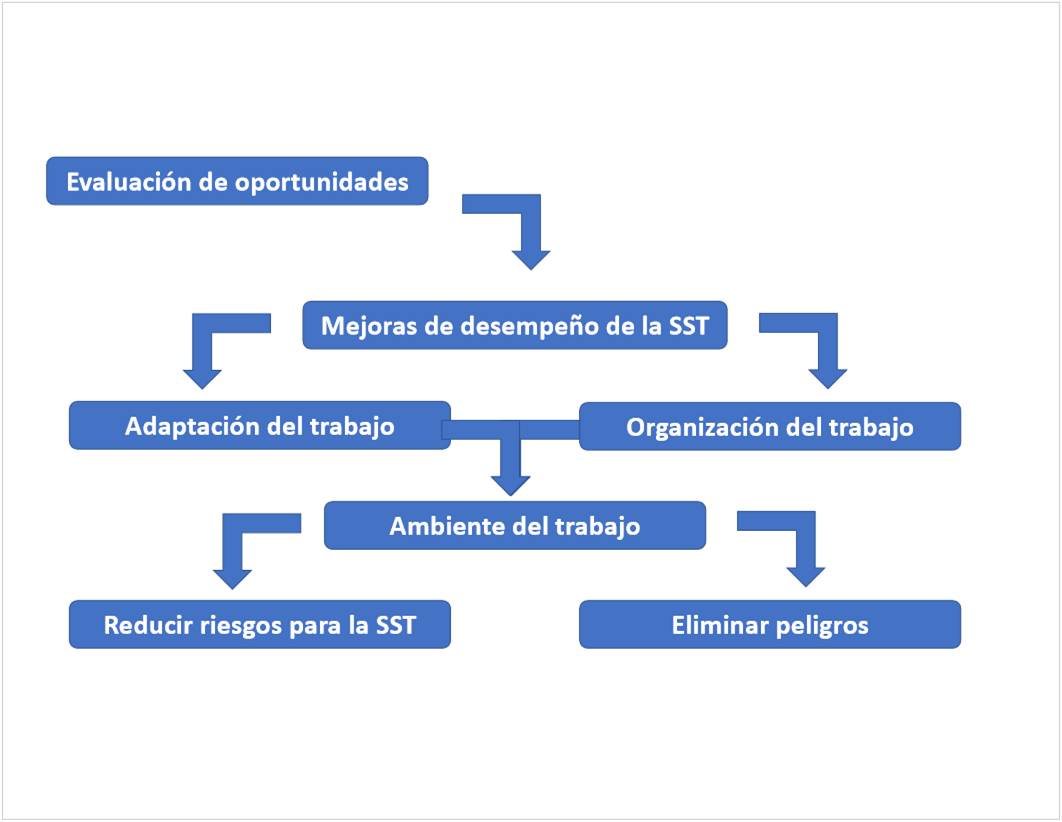 Evaluación de oportunidades
Mejoras de desempeño de la SST
Adaptación del trabajo
Organización del trabajo
Ambiente del trabajo
Reducir riesgos para la SST
Eliminar peligros